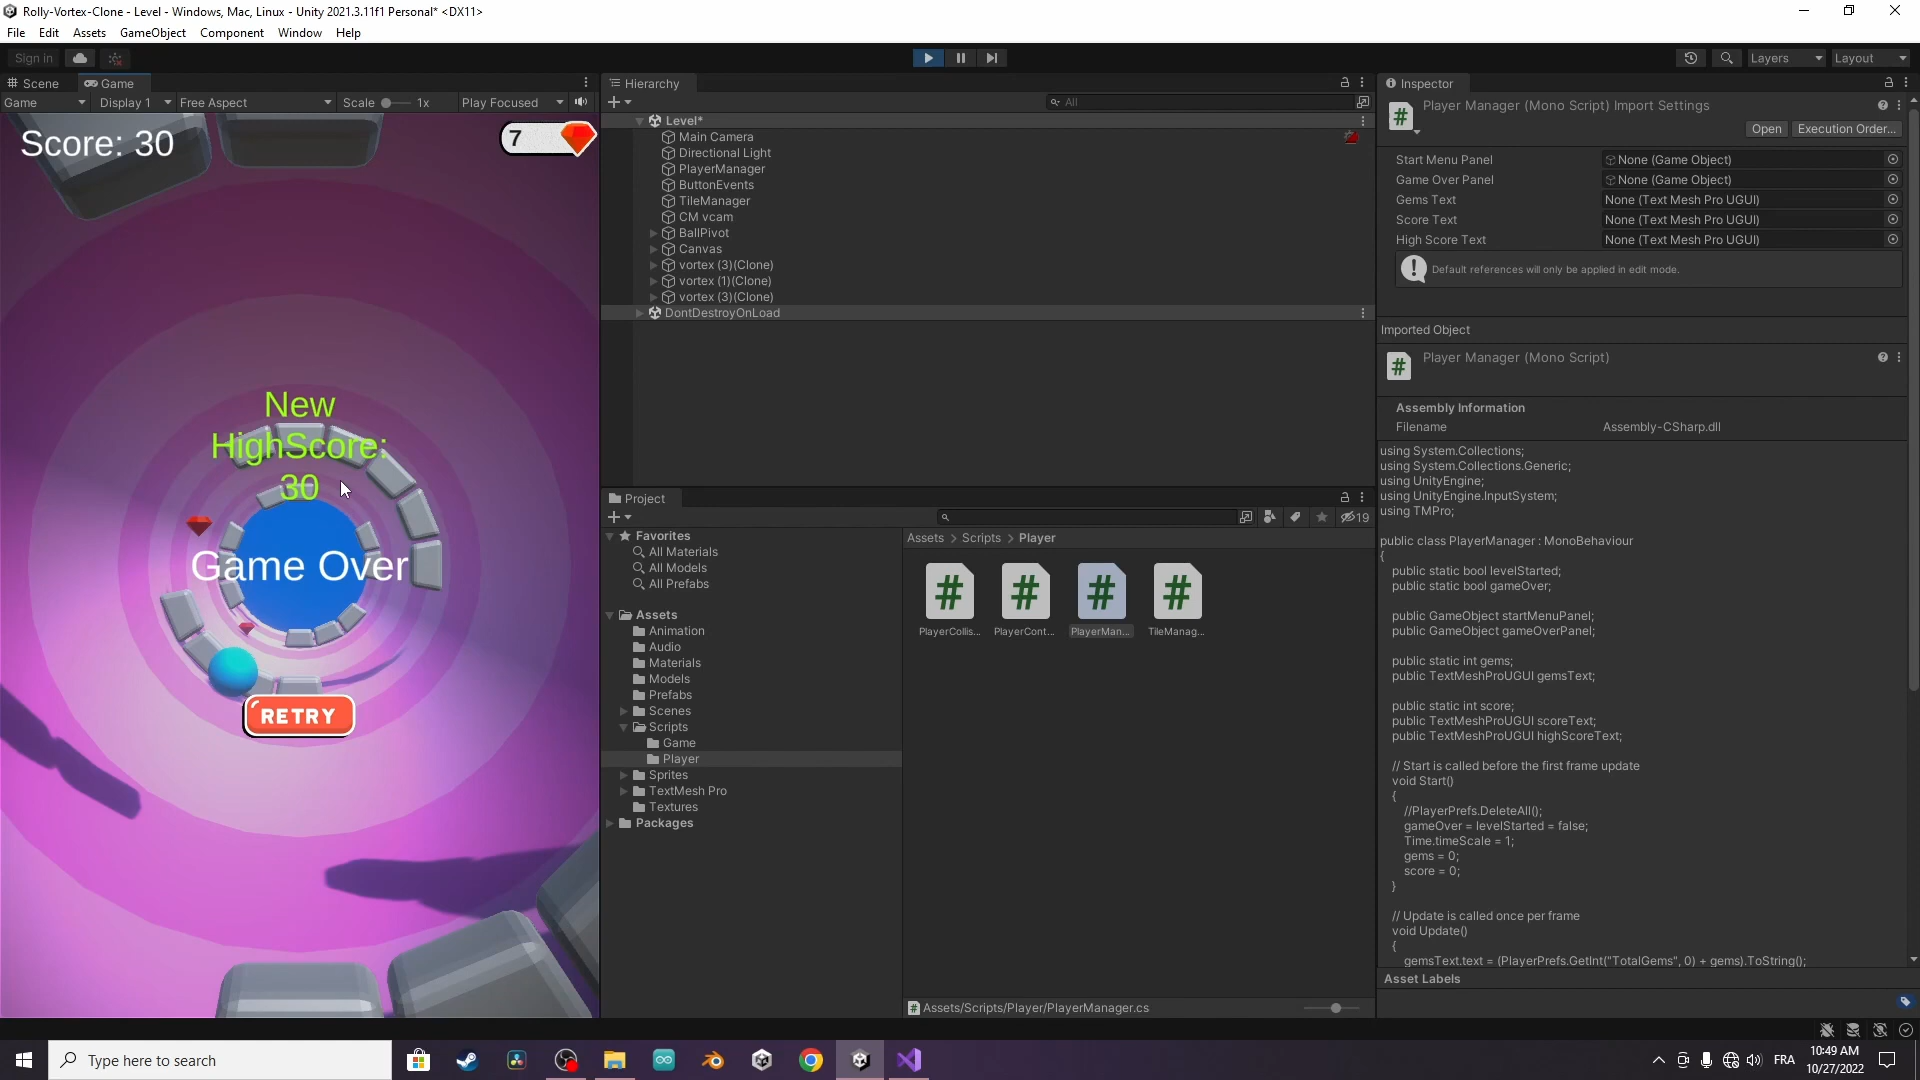 Rolly-Vortex-Clone - Level - Windows, Mac, Linux - Unity 2021.3.11f1 Personal* <DX11>
File Edit Assets GameObject Component Window Help
Sign in
Layers
Layout
Scene
Game
Game
Display 1
Free Aspect
Scale
1x
Play Focused
Score: 30
7
New
HighScore:
30
Game Over
RETRY
Hierarchy
All
Level*
Main Camera
Directional Light
PlayerManager
ButtonEvents
TileManager
CM vcam
BallPivot
Canvas
vortex (3)(Clone)
vortex (1)(Clone)
vortex (3)(Clone)
DontDestroyOnLoad
Project
19
Favorites
All Materials
All Models
All Prefabs
Assets
Animation
Audio
Materials
Models
Prefabs
Scenes
Scripts
Game
Player
Sprites
TextMesh Pro
Textures
Packages
Assets > Scripts > Player
PlayerCollis...
PlayerCont...
PlayerMan...
TileManag...
Assets/Scripts/Player/PlayerManager.cs
Inspector
Player Manager (Mono Script) Import Settings
Open
Execution Order...
Start Menu Panel None (Game Object)
Game Over Panel None (Game Object)
Gems Text None (Text Mesh Pro UGUI)
Score Text None (Text Mesh Pro UGUI)
High Score Text None (Text Mesh Pro UGUI)
Default references will only be applied in edit mode.
Imported Object
Player Manager (Mono Script)
Assembly Information
Filename Assembly-CSharp.dll
using System.Collections;
using System.Collections.Generic;
using UnityEngine;
using UnityEngine.InputSystem;
using TMPro;
public class PlayerManager : MonoBehaviour
{
public static bool levelStarted;
public static bool gameOver;
public GameObject startMenuPanel;
public GameObject gameOverPanel;
public static int gems;
public TextMeshProUGUI gemsText;
public static int score;
public TextMeshProUGUI scoreText;
public TextMeshProUGUI highScoreText;
// Start is called before the first frame update
void Start()
{
//PlayerPrefs.DeleteAll();
gameOver = levelStarted = false;
Time.timeScale = 1;
gems = 0;
score = 0;
}
// Update is called once per frame
void Update()
{
gemsText.text = (PlayerPrefs.GetInt("TotalGems", 0) + gems).ToString();
Asset Labels
Type here to search
FRA
10:49 AM
10/27/2022